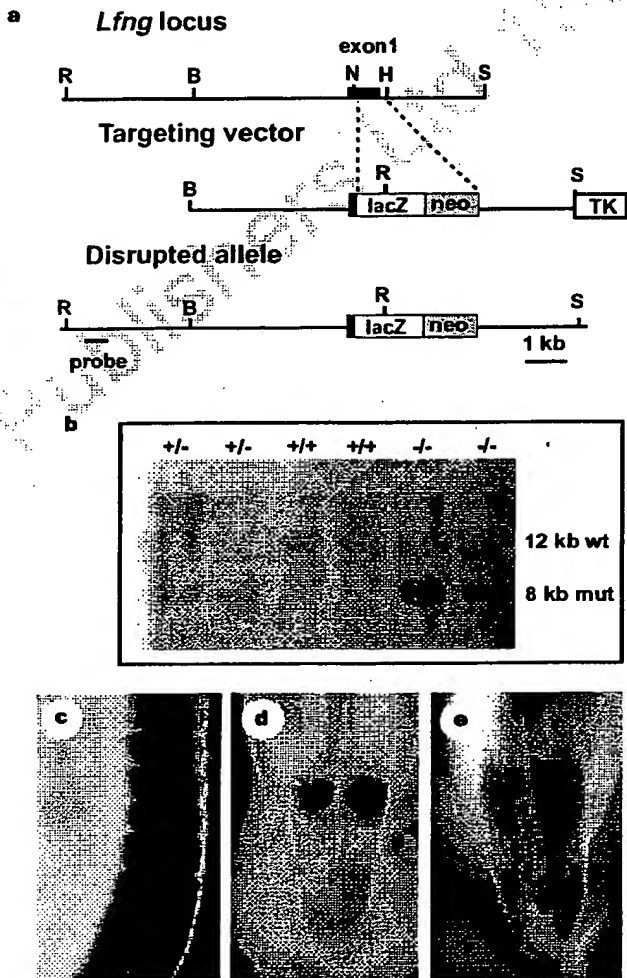 a
Lfng locus
exon1
R B N H S
Targeting vector
B R S
lacZ neo TK
Disrupted allele
R B R S
lacZ neo
probe 1 kb
b
+/- +/- +/+ +/+ -/- -/-
12 kb wt
8 kb mut
c d e